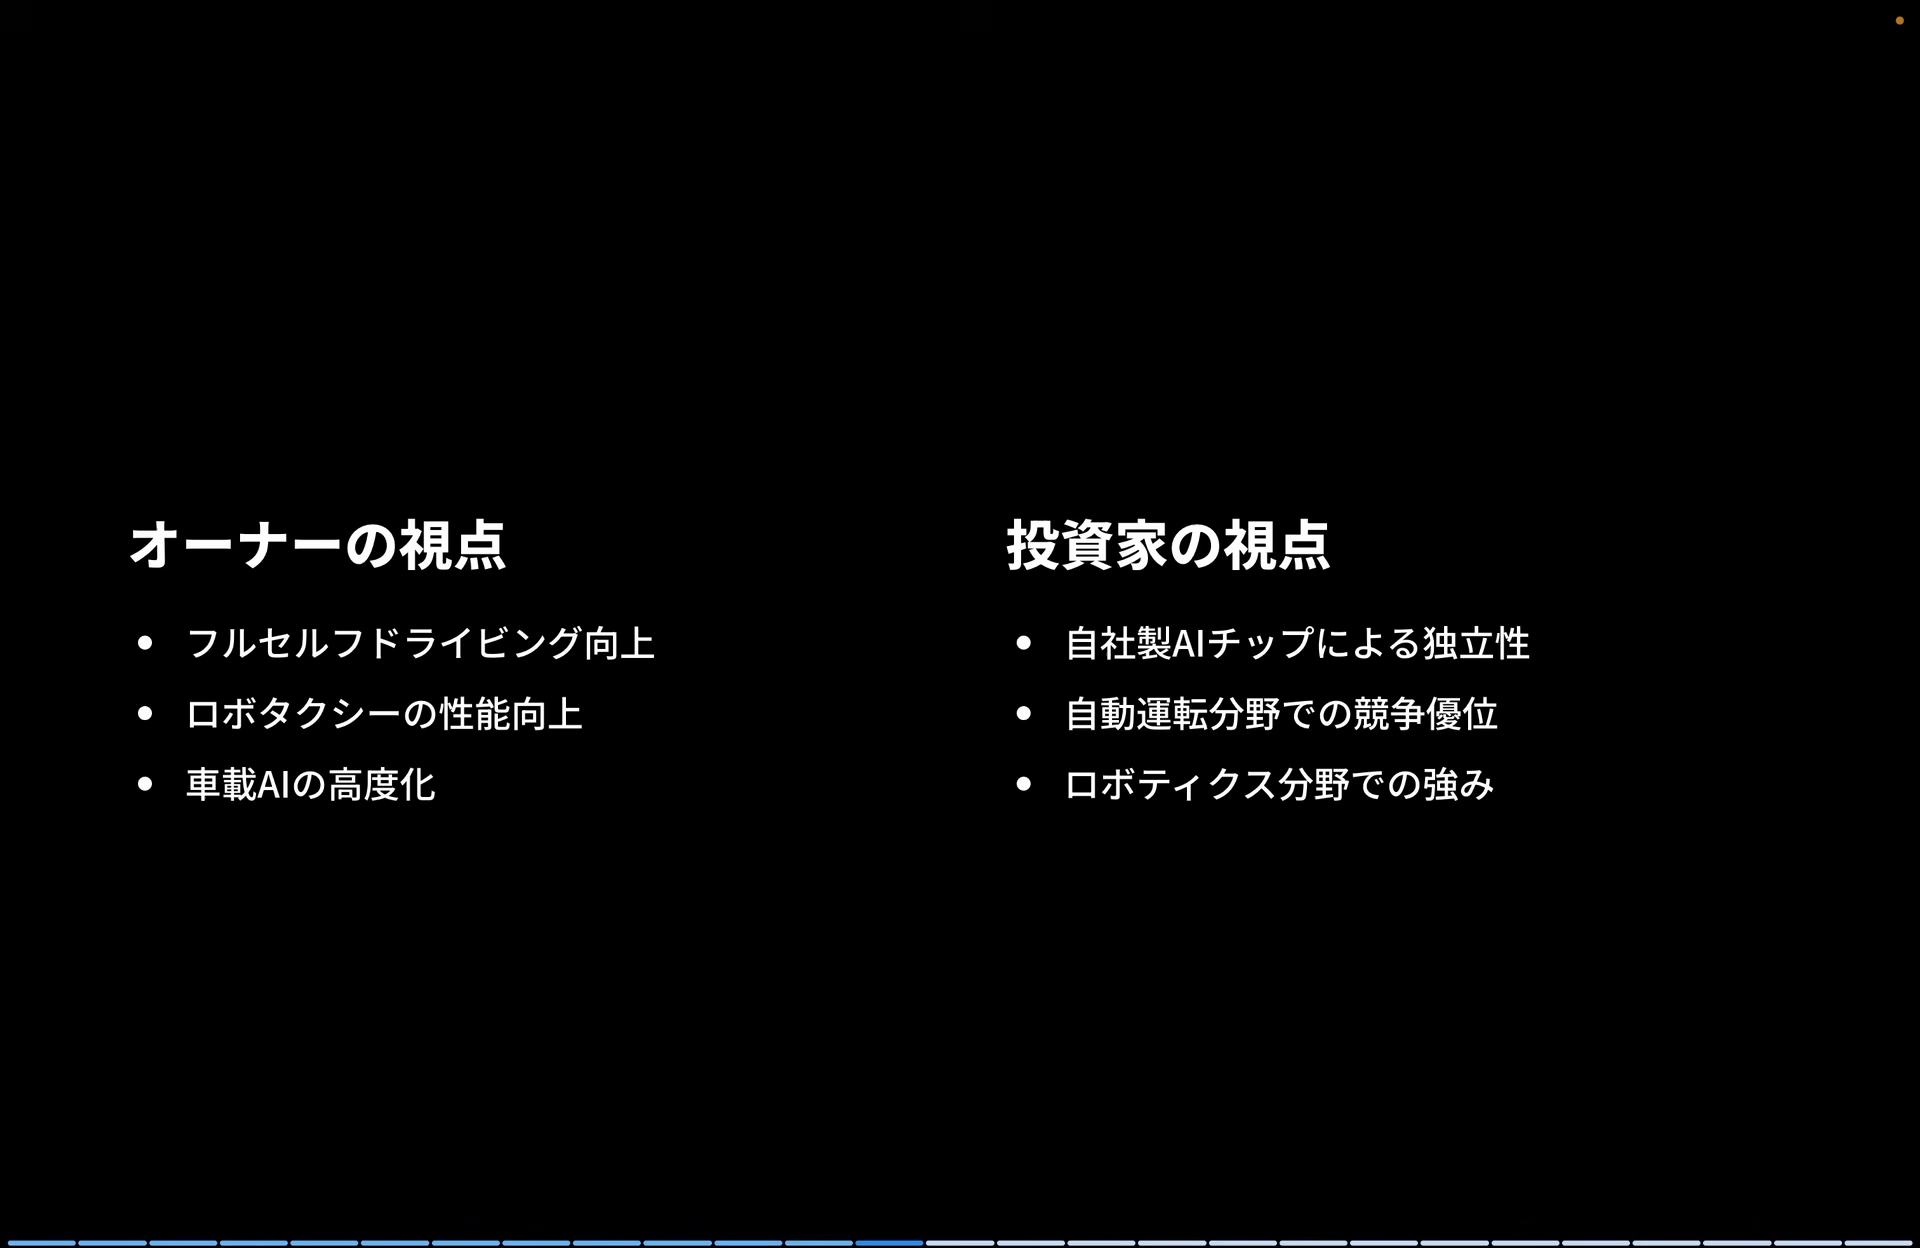 オーナーの視点
• フルセルフドライビング向上
• ロボタクシーの性能向上
• 車載AIの高度化
投資家の視点
• 自社製AIチップによる独立性
• 自動運転分野での競争優位
• ロボティクス分野での強み